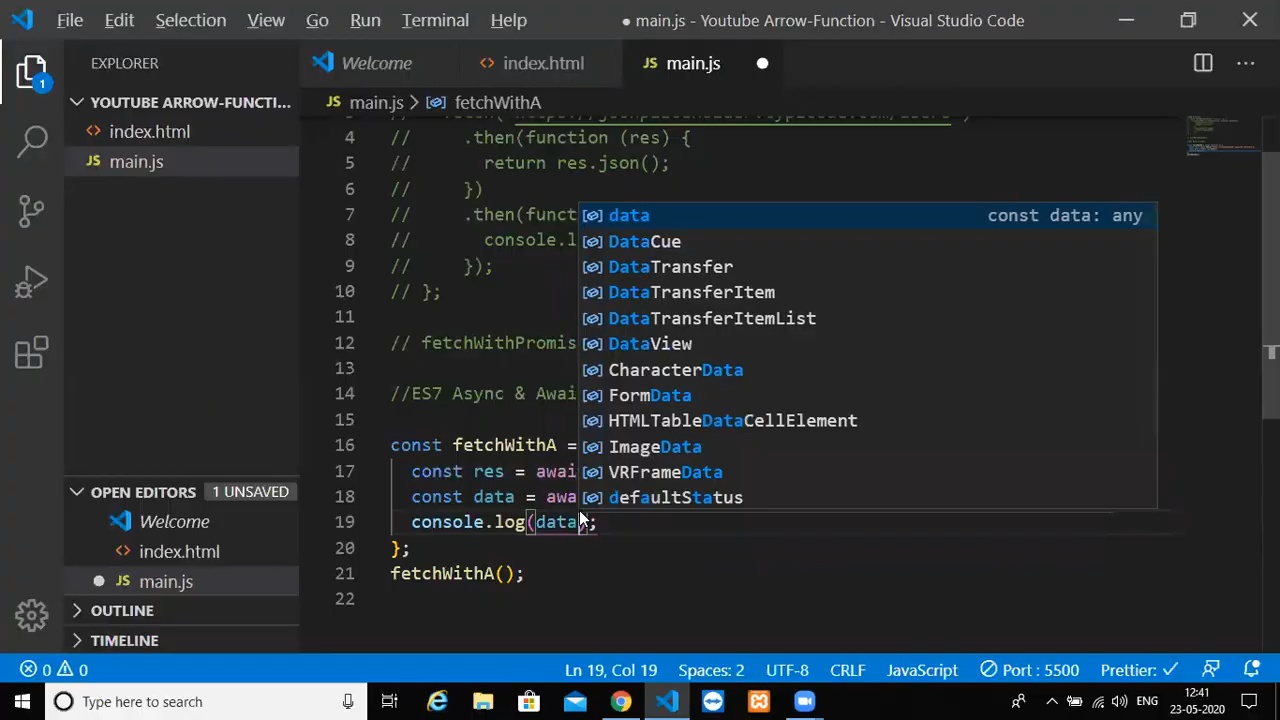 File Edit Selection View Go Run Terminal Help
● main.js - Youtube Arrow-Function - Visual Studio Code
EXPLORER
Welcome
index.html
JS main.js
1
YOUTUBE ARROW-FUNCTI...
index.html
JS main.js
JS main.js > fetchWithA
4 // .then(function (res) {
5 // return res.json();
6 // })
7 // .then(funct
8 // console.l
9 // });
10 // };
11
12 // fetchWithPromis
13
14 //ES7 Async & Awai
15
16 const fetchWithA =
17 const res = awai
18 const data = awa
19 console.log(data);
20 };
21 fetchWithA();
22
data const data: any
DataCue
DataTransfer
DataTransferItem
DataTransferItemList
DataView
CharacterData
FormData
HTMLTableDataCellElement
ImageData
VRFrameData
defaultStatus
OPEN EDITORS 1 UNSAVED
Welcome
index.html
JS main.js
OUTLINE
TIMELINE
0 0
Ln 19, Col 19 Spaces: 2 UTF-8 CRLF JavaScript Port : 5500 Prettier: ✓
Type here to search
ENG
12:41
23-05-2020